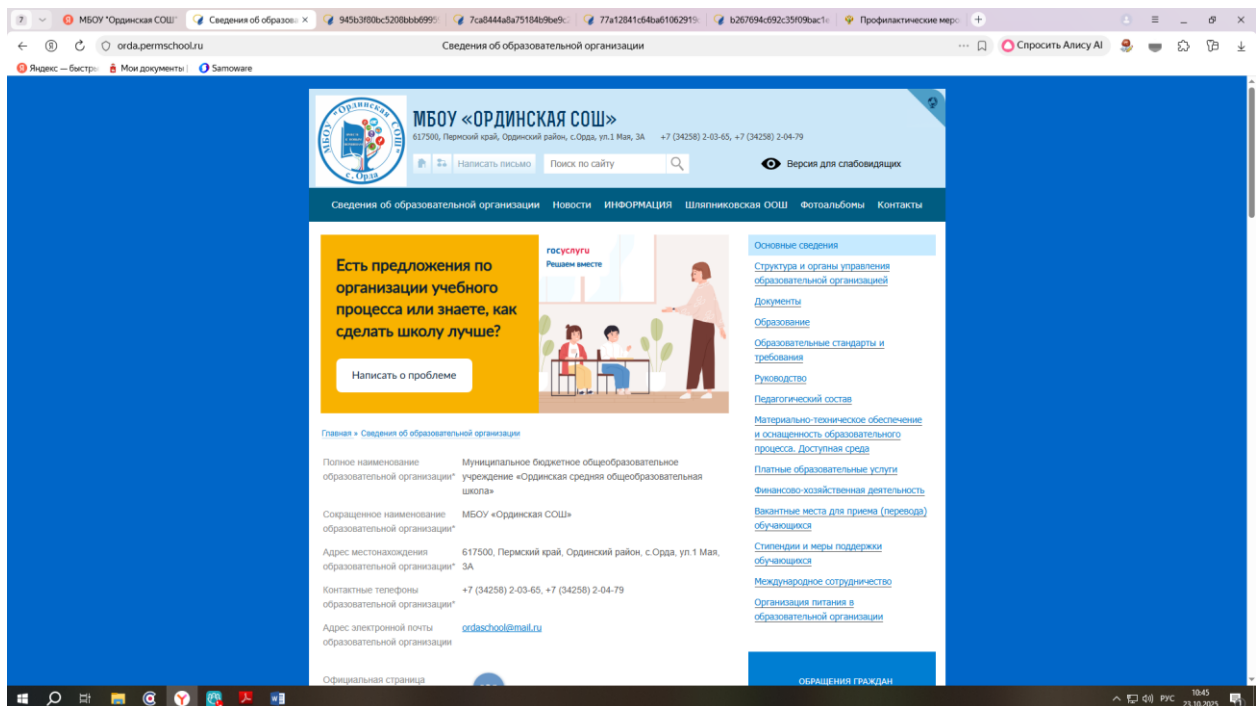 7
МБОУ "Ординская СОШ"
Сведения об образова
7ca8444a8a75184b9be9c
Профилактические меро
orda.permschool.ru
Сведения об образовательной организации
Спросить Алису AI
Яндекс — быстры
Мои документы |
Samoware
МБОУ «ОРДИНСКАЯ СОШ»
617500, Пермский край, Ординский район, с.Орда, ул.1 Мая, 3А +7 (34258) 2-03-65, +7 (34258) 2-04-79
Написать письмо
Поиск по сайту
Версия для слабовидящих
МБОУ "ОРДИНСКАЯ СОШ"
с. Орда
Сведения об образовательной организации Новости ИНФОРМАЦИЯ Шляпниковская ООШ Фотоальбомы Контакты
Есть предложения по
организации учебного
процесса или знаете, как
сделать школу лучше?
Написать о проблеме
госуслуги
Решаем вместе
Главная » Сведения об образовательной организации
Полное наименование
образовательной организации*
Муниципальное бюджетное общеобразовательное
учреждение «Ординская средняя общеобразовательная
школа»
Сокращенное наименование
образовательной организации*
МБОУ «Ординская СОШ»
Адрес местонахождения
образовательной организации*
617500, Пермский край, Ординский район, с.Орда, ул.1 Мая,
3А
Контактные телефоны
образовательной организации*
+7 (34258) 2-03-65, +7 (34258) 2-04-79
Адрес электронной почты
образовательной организации
ordaschool@mail.ru
Официальная страница
Основные сведения
Структура и органы управления
образовательной организацией
Документы
Образование
Образовательные стандарты и
требования
Руководство
Педагогический состав
Материально-техническое обеспечение
и оснащенность образовательного
процесса. Доступная среда
Платные образовательные услуги
Финансово-хозяйственная деятельность
Вакантные места для приема (перевода)
обучающихся
Стипендии и меры поддержки
обучающихся
Международное сотрудничество
Организация питания в
образовательной организации
ОБРАЩЕНИЯ ГРАЖДАН
РУС
10:45
23.10.2025